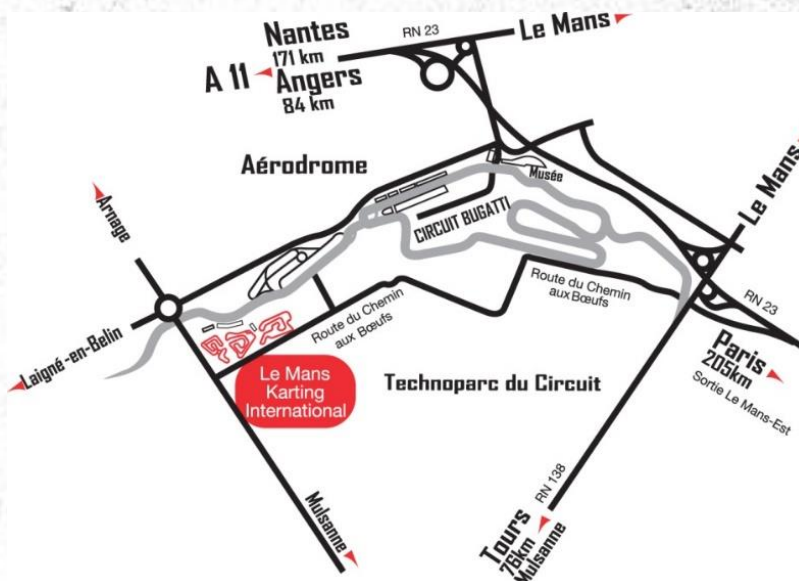 Nantes
171 km
RN 23
Le Mans
A 11
Angers
84 km
Aérodrome
Musée
CIRCUIT BUGATTI
Le Mans
Arnage
Route du Chemin
aux Bœufs
Route du Chemin
aux Bœufs
RN 23
Laigné-en-Belin
Paris
205km
Sortie Le Mans-Est
Le Mans
Karting
International
Technoparc du Circuit
RN 138
Mulsanne
Tours
76km
Mulsanne